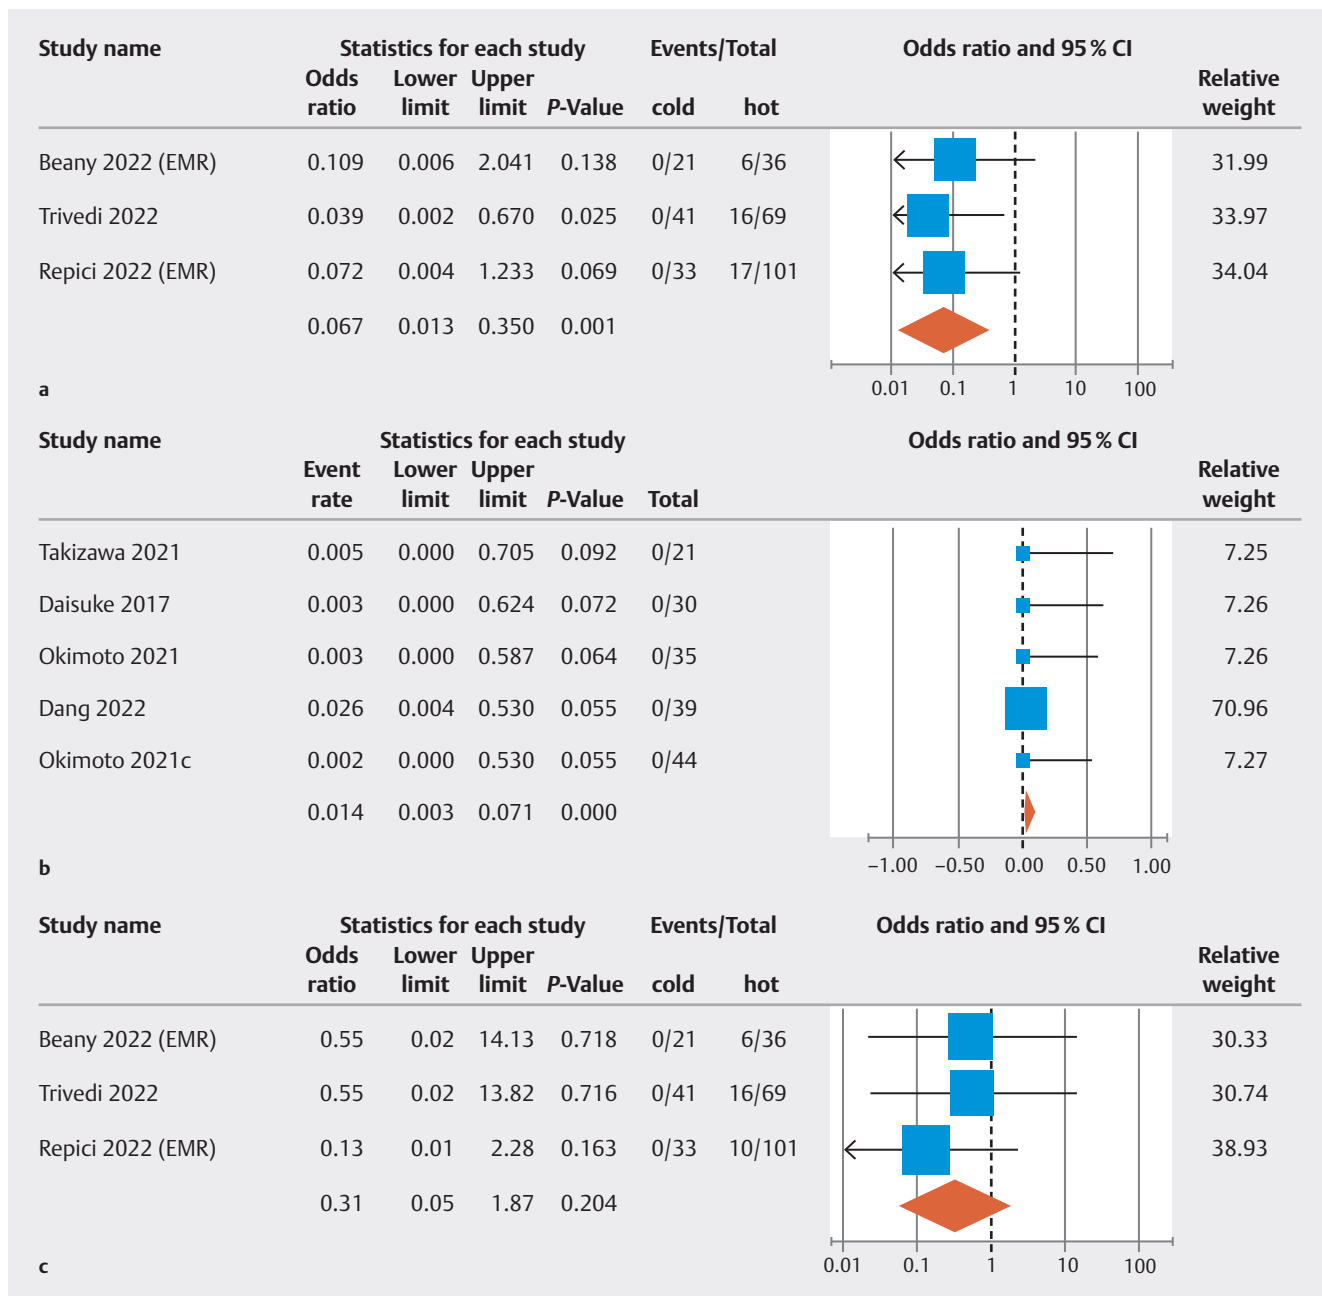 Study name Statistics for each study Events/Total Odds ratio and 95 % CI
Odds Lower Upper Relative
ratio limit limit P-Value cold hot weight
Beany 2022 (EMR) 0.109 0.006 2.041 0.138 0/21 6/36 31.99
Trivedi 2022 0.039 0.002 0.670 0.025 0/41 16/69 33.97
Repici 2022 (EMR) 0.072 0.004 1.233 0.069 0/33 17/101 34.04
0.067 0.013 0.350 0.001
0.01 0.1 1 10 100
a
Study name Statistics for each study Odds ratio and 95 % CI
Event Lower Upper Relative
rate limit limit P-Value Total weight
Takizawa 2021 0.005 0.000 0.705 0.092 0/21 7.25
Daisuke 2017 0.003 0.000 0.624 0.072 0/30 7.26
Okimoto 2021 0.003 0.000 0.587 0.064 0/35 7.26
Dang 2022 0.026 0.004 0.530 0.055 0/39 70.96
Okimoto 2021c 0.002 0.000 0.530 0.055 0/44 7.27
0.014 0.003 0.071 0.000
−1.00 −0.50 0.00 0.50 1.00
b
Study name Statistics for each study Events/Total Odds ratio and 95 % CI
Odds Lower Upper Relative
ratio limit limit P-Value cold hot weight
Beany 2022 (EMR) 0.55 0.02 14.13 0.718 0/21 6/36 30.33
Trivedi 2022 0.55 0.02 13.82 0.716 0/41 16/69 30.74
Repici 2022 (EMR) 0.13 0.01 2.28 0.163 0/33 10/101 38.93
0.31 0.05 1.87 0.204
0.01 0.1 1 10 100
c